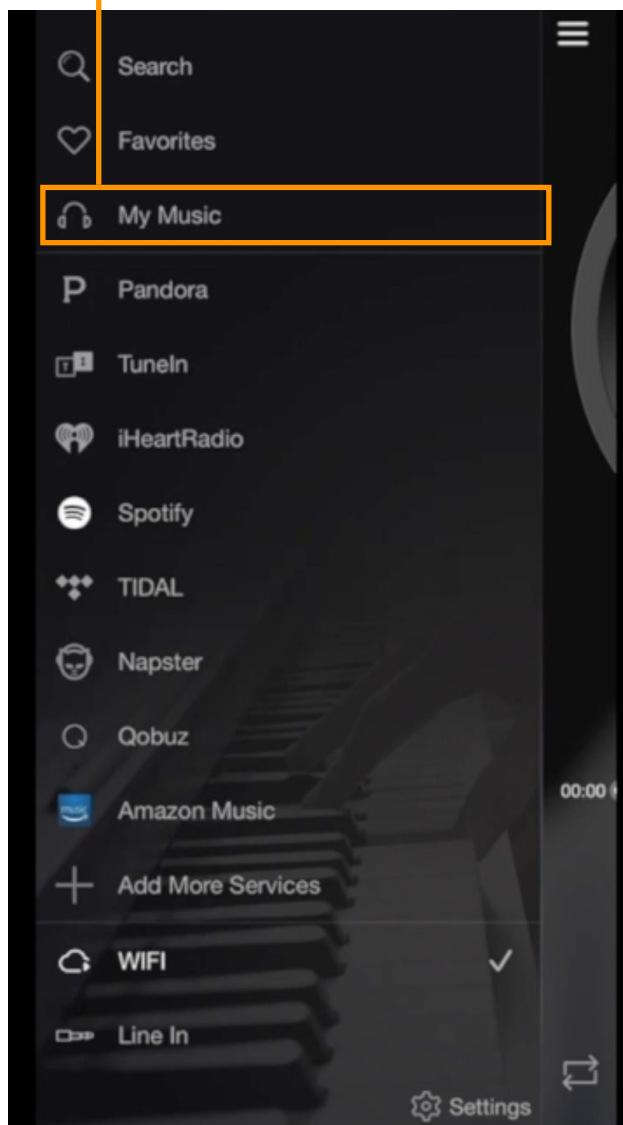 Search
Favorites
My Music
Pandora
TuneIn
iHeartRadio
Spotify
TIDAL
Napster
Qobuz
music
Amazon Music
Add More Services
WIFI
00:00
Line In
Settings